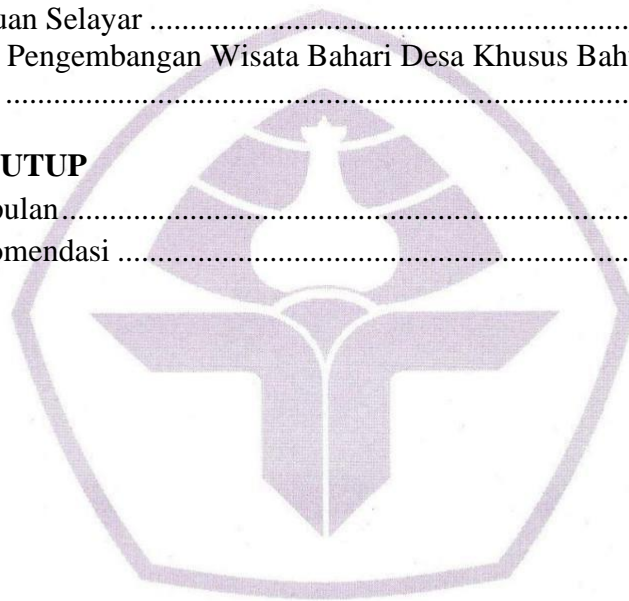 uan Selayar ............................................................
Pengembangan Wisata Bahari Desa Khusus Bah
..............................................................................
UTUP
pulan.......................................................................
omendasi ................................................................